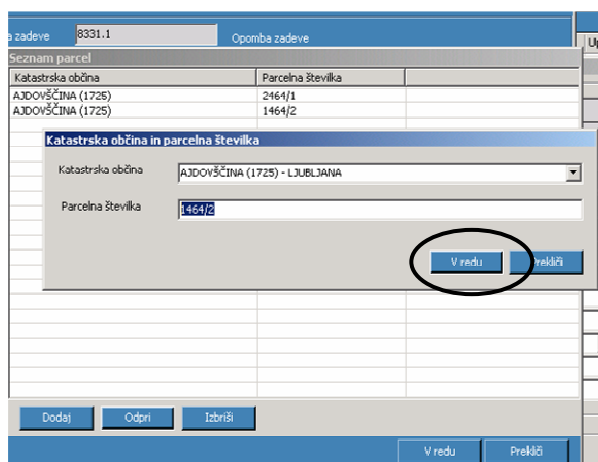 a zadeve 8331.1 Opomba zadeve
Seznam parcel
Katastrska občina Parcelna številka
AJDOVŠČINA (1725) 2464/1
AJDOVŠČINA (1725) 1464/2
Katastrska občina in parcelna številka
Katastrska občina AJDOVŠČINA (1725) - LJUBLJANA
Parcelna številka 1464/2
V redu Prekliči
Dodaj Odpri Izbriši
V redu Prekliči